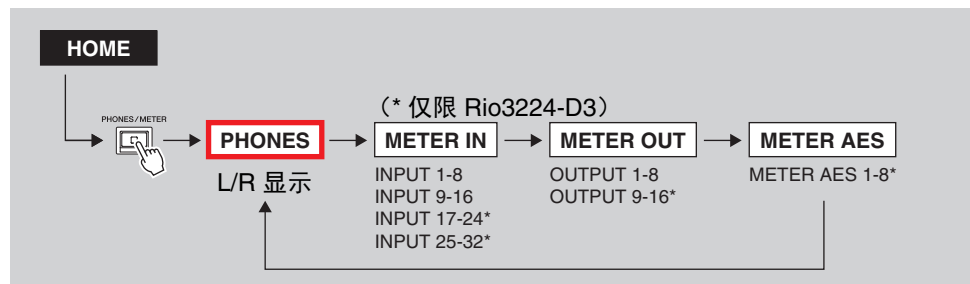 HOME
PHONES/METER
(* 仅限 Rio3224-D3)
PHONES
METER IN
METER OUT
METER AES
L/R 显示
INPUT 1-8
INPUT 9-16
INPUT 17-24*
INPUT 25-32*
OUTPUT 1-8
OUTPUT 9-16*
METER AES 1-8*